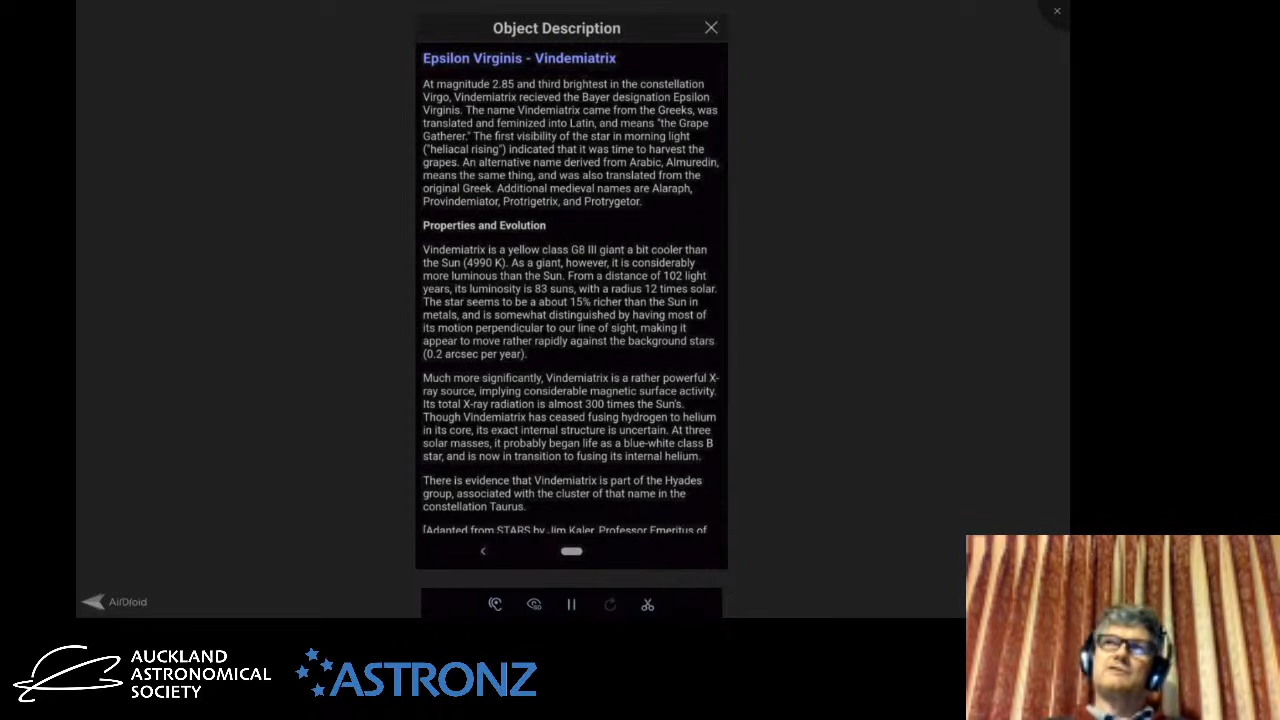 Object Description
Epsilon Virginis - Vindemiatrix
At magnitude 2.85 and third brightest in the constellation
Virgo, Vindemiatrix recieved the Bayer designation Epsilon
Virginis. The name Vindemiatrix came from the Greeks, was
translated and feminized into Latin, and means "the Grape
Gatherer." The first visibility of the star in morning light
("heliacal rising") indicated that it was time to harvest the
grapes. An alternative name derived from Arabic, Almuredin,
means the same thing, and was also translated from the
original Greek. Additional medieval names are Alaraph,
Provindemiator, Protrigetrix, and Protrygetor.
Properties and Evolution
Vindemiatrix is a yellow class G8 III giant a bit cooler than
the Sun (4990 K). As a giant, however, it is considerably
more luminous than the Sun. From a distance of 102 light
years, its luminosity is 83 suns, with a radius 12 times solar.
The star seems to be a about 15% richer than the Sun in
metals, and is somewhat distinguished by having most of
its motion perpendicular to our line of sight, making it
appear to move rather rapidly against the background stars
(0.2 arcsec per year).
Much more significantly, Vindemiatrix is a rather powerful X-
ray source, implying considerable magnetic surface activity.
Its total X-ray radiation is almost 300 times the Sun's.
Though Vindemiatrix has ceased fusing hydrogen to helium
in its core, its exact internal structure is uncertain. At three
solar masses, it probably began life as a blue-white class B
star, and is now in transition to fusing its internal helium.
There is evidence that Vindemiatrix is part of the Hyades
group, associated with the cluster of that name in the
constellation Taurus.
[Adapted from STARS by Jim Kaler, Professor Emeritus of
AirDroid
AUCKLAND
ASTRONOMICAL
SOCIETY
ASTRONZ